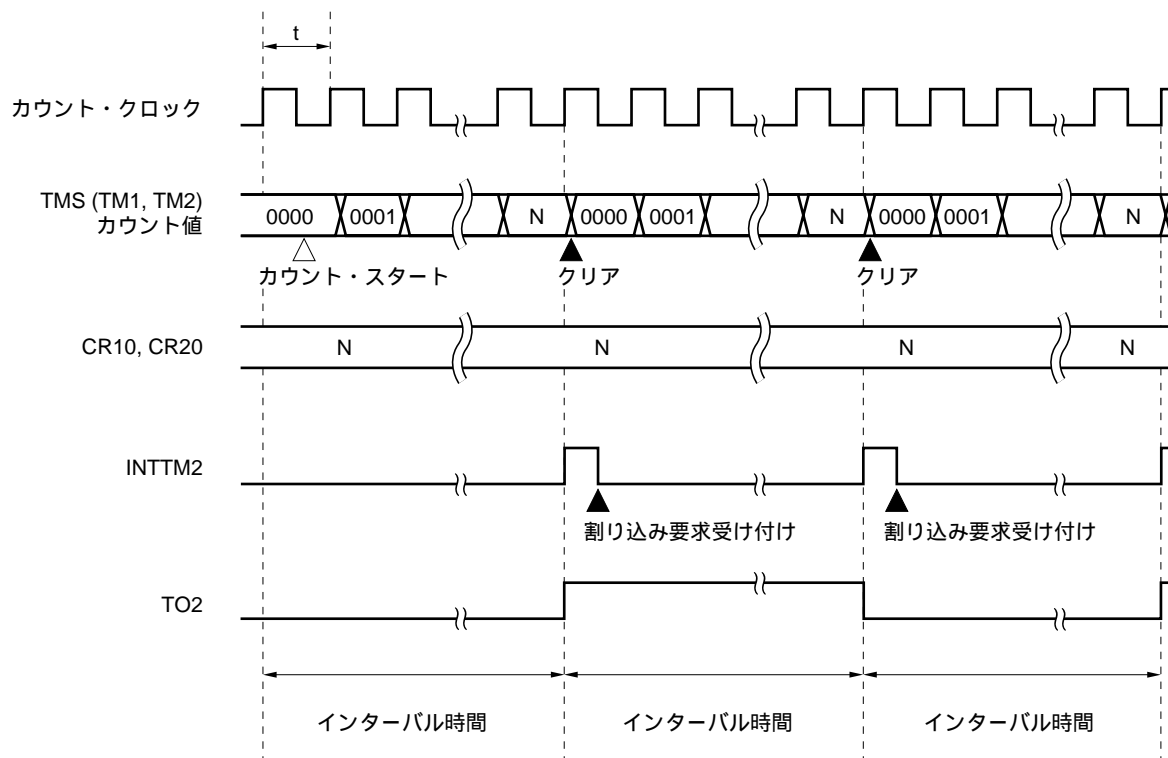 t
カウント・クロック
TMS (TM1, TM2)
カウント値
0000 0001 N 0000 0001 N 0000 0001 N
カウント・スタート クリア クリア
CR10, CR20 N N N N
INTTM2
割り込み要求受け付け 割り込み要求受け付け
TO2
インターバル時間 インターバル時間 インターバル時間